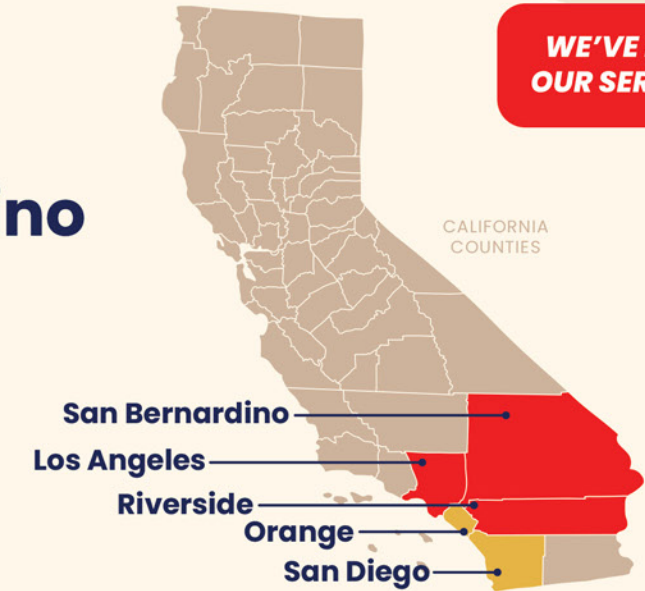 WE'VE
OUR SER
no
CALIFORNIA
COUNTIES
San Bernardino
Los Angeles
Riverside
Orange
San Diego